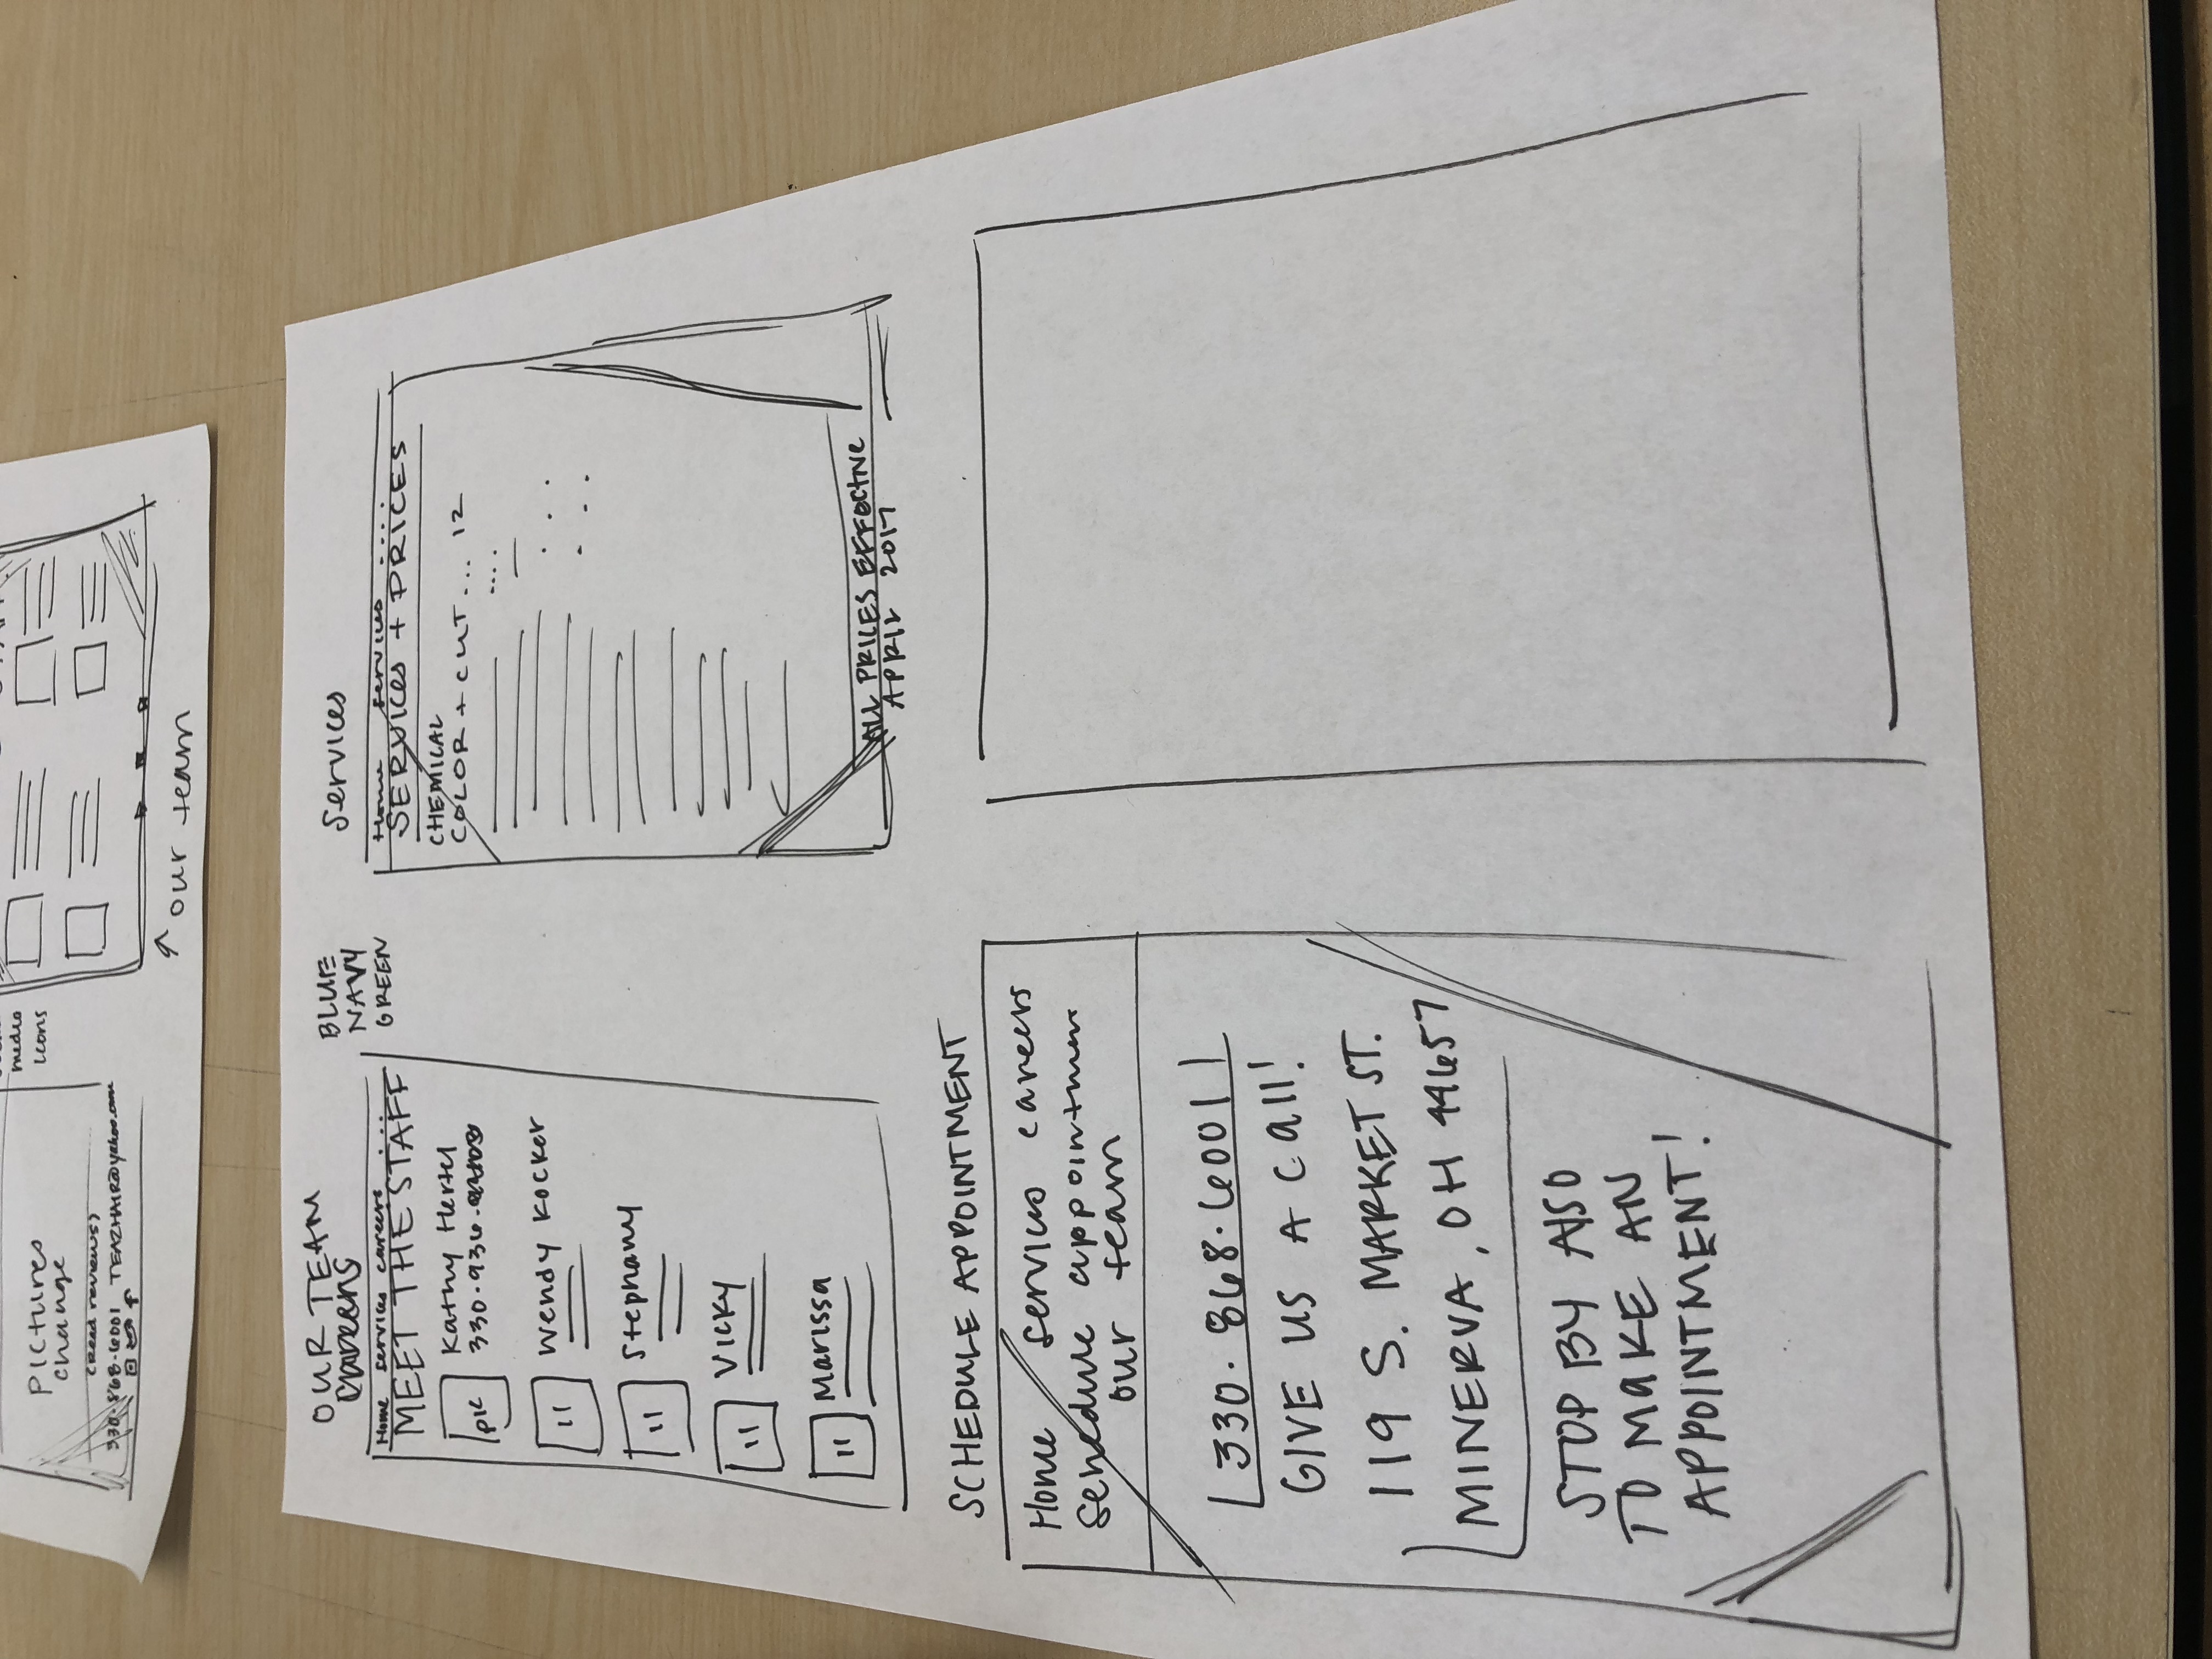 media
icons
pictures
change
(Read reviews)
330.868.6001 TEAZHAIR@yahoo.com
our team
OUR TEAM
careers
Home services careers ...
MEET THE STAFF
pic
Kathy Hertel
330.936.
"
Wendy Kocker
"
Stephany
"
Vicky
"
Marissa
BLUE
NAVY
GREEN
Services
Home services ....
SERVICES + PRICES
CHEMICAL
COLOR + CUT ... 12
ALL PRICES EFFECTIVE
APRIL 2017
SCHEDULE APPOINTMENT
Home services careers
schedule appointment
our team
330.868.6001
GIVE US A call!
119 S. MARKET ST.
MINERVA, OH 44657
STOP BY AlSO
TO MaKE AN
APPOINTMENT!